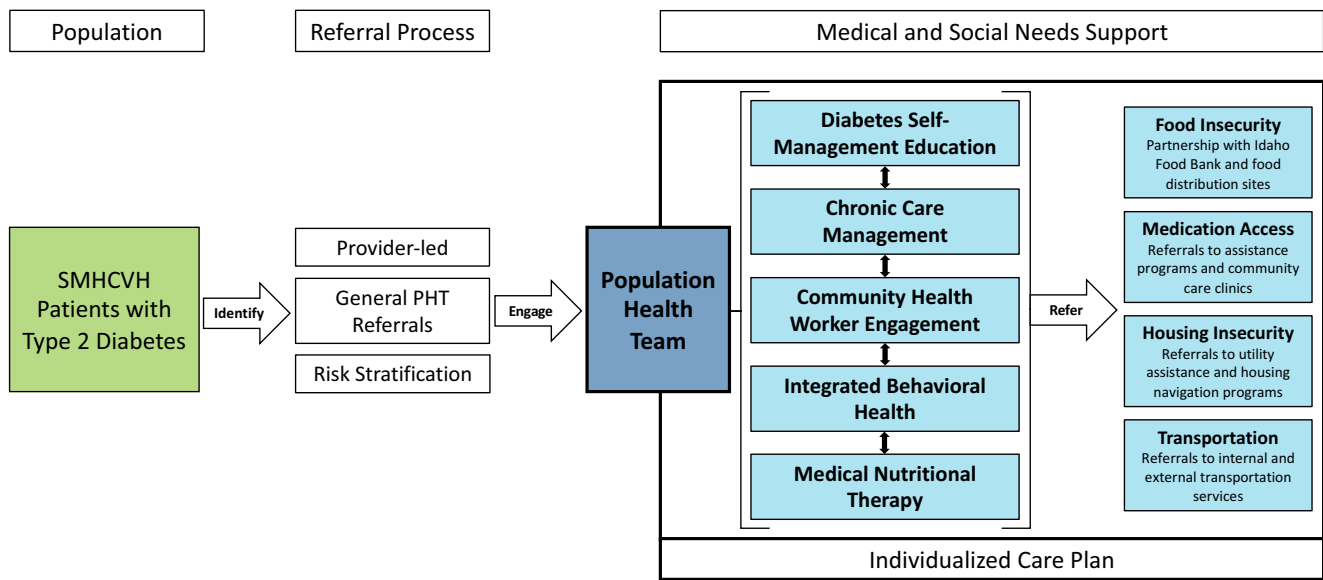 Population
Referral Process
Medical and Social Needs Support
SMHCVH
Patients with
Type 2 Diabetes
Identify
Provider-led
General PHT
Referrals
Risk Stratification
Engage
Population
Health
Team
Diabetes Self-
Management Education
Chronic Care
Management
Community Health
Worker Engagement
Integrated Behavioral
Health
Medical Nutritional
Therapy
Refer
Food Insecurity
Partnership with Idaho
Food Bank and food
distribution sites
Medication Access
Referrals to assistance
programs and community
care clinics
Housing Insecurity
Referrals to utility
assistance and housing
navigation programs
Transportation
Referrals to internal and
external transportation
services
Individualized Care Plan